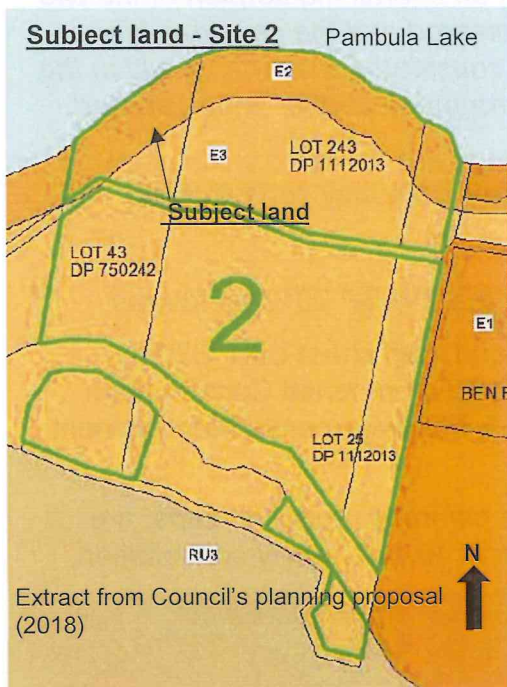 Subject land - Site 2
Pambula Lake
E2
E3
LOT 243
DP 1112013
Subject land
LOT 43
DP 750242
2
E1
BEN
LOT 25
DP 1112013
RU3
N
Extract from Council's planning proposal
(2018)